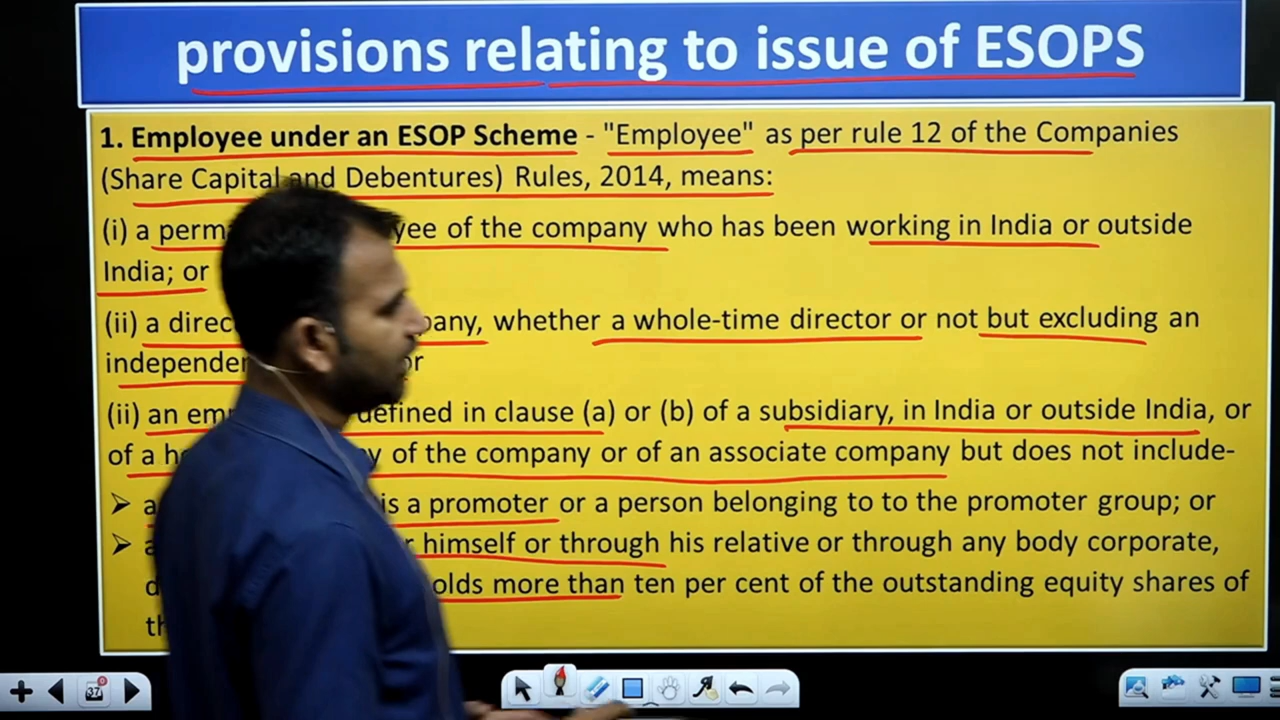 provisions relating to issue of ESOPS
1. Employee under an ESOP Scheme - "Employee" as per rule 12 of the Companies
(Share Capital and Debentures) Rules, 2014, means:
(i) a perm yee of the company who has been working in India or outside
India; or
(ii) a direc pany, whether a whole-time director or not but excluding an
independen or
(ii) an em defined in clause (a) or (b) of a subsidiary, in India or outside India, or
of a h y of the company or of an associate company but does not include-
➤ a is a promoter or a person belonging to to the promoter group; or
➤ a r himself or through his relative or through any body corporate,
d olds more than ten per cent of the outstanding equity shares of
th
37